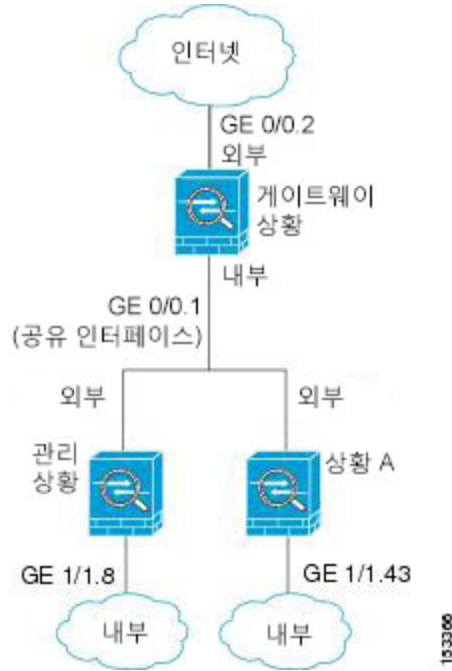 인터넷
GE 0/0.2
외부
게이트웨이
상황
내부
GE 0/0.1
(공유 인터페이스)
외부
외부
관리
상황
상황 A
GE 1/1.8
GE 1/1.43
내부
내부
153366